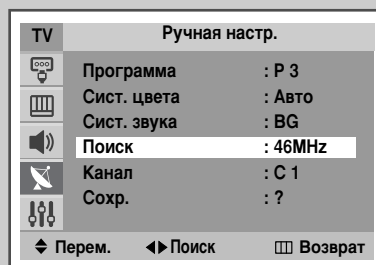 TV Ручная настр.
Программа : P 3
Сист. цвета : Авто
Сист. звука : BG
Поиск : 46MHz
Канал : C 1
Сохр. : ?
Перем. Поиск Возврат